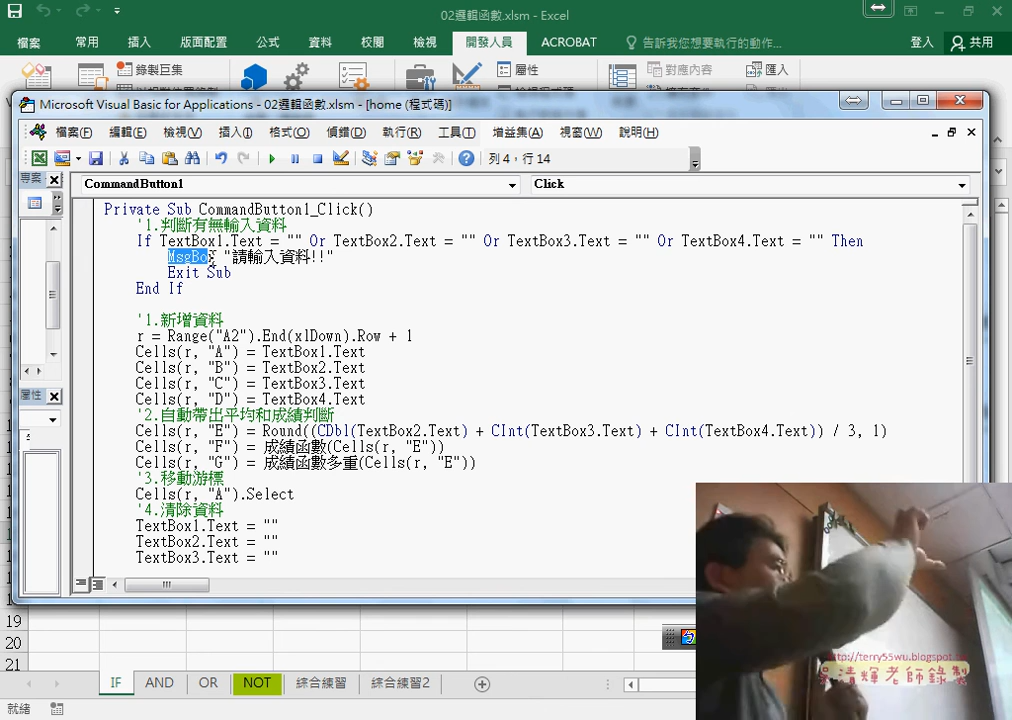 02邏輯函數.xlsm - Excel
檔案 常用 插入 版面配置 公式 資料 校閱 檢視 開發人員 ACROBAT 告訴我您想要執行的動作... 登入 共用
錄製巨集 屬性 對應內容 匯入
Microsoft Visual Basic for Applications - 02邏輯函數.xlsm - [home (程式碼)]
檔案(F) 編輯(E) 檢視(V) 插入(I) 格式(O) 偵錯(D) 執行(R) 工具(T) 增益集(A) 視窗(W) 說明(H)
列 4，行 14
專案
CommandButton1 Click
Private Sub CommandButton1_Click()
'1.判斷有無輸入資料
If TextBox1.Text = "" Or TextBox2.Text = "" Or TextBox3.Text = "" Or TextBox4.Text = "" Then
MsgBox "請輸入資料!!"
Exit Sub
End If
'1.新增資料
r = Range("A2").End(xlDown).Row + 1
Cells(r, "A") = TextBox1.Text
Cells(r, "B") = TextBox2.Text
Cells(r, "C") = TextBox3.Text
Cells(r, "D") = TextBox4.Text
'2.自動帶出平均和成績判斷
Cells(r, "E") = Round((CDbl(TextBox2.Text) + CInt(TextBox3.Text) + CInt(TextBox4.Text)) / 3, 1)
Cells(r, "F") = 成績函數(Cells(r, "E"))
Cells(r, "G") = 成績函數多重(Cells(r, "E"))
'3.移動游標
Cells(r, "A").Select
'4.清除資料
TextBox1.Text = ""
TextBox2.Text = ""
TextBox3.Text = ""
屬性
19
20
21
IF AND OR NOT 綜合練習 綜合練習2
就緒
http://terry55wu.blogspot.
吳清輝老師錄製